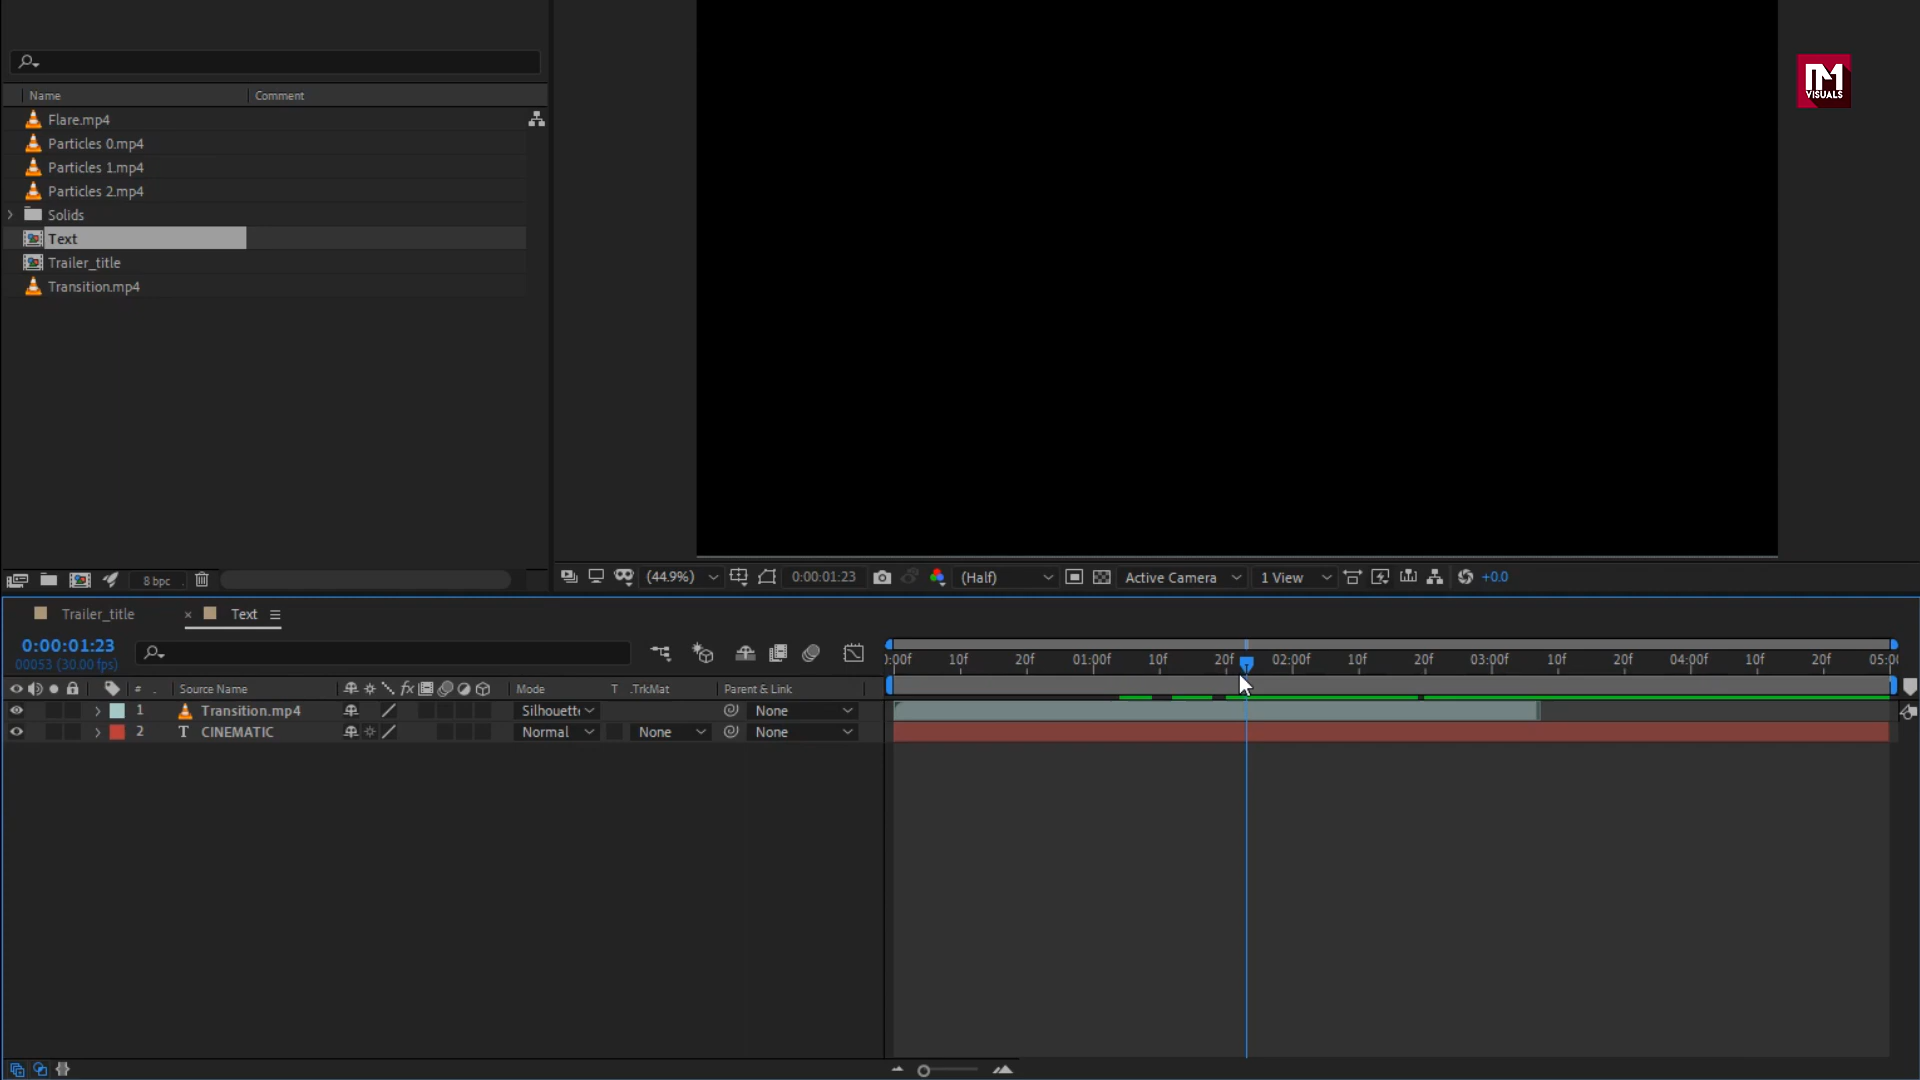 IM
VISUALS
Name Comment
Flare.mp4
Particles 0.mp4
Particles 1.mp4
Particles 2.mp4
Solids
Text
Trailer_title
Transition.mp4
8 bpc
(44.9%) 0:00:01:23 (Half) Active Camera 1 View +0.0
Trailer_title × Text
0:00:01:23
00053 (30.00 fps)
):00f 10f 20f 01:00f 10f 20f 02:00f 10f 20f 03:00f 10f 20f 04:00f 10f 20f 05:00
# Source Name fx Mode T .TrkMat Parent & Link
1 Transition.mp4 Silhouett None
2 T CINEMATIC Normal None None